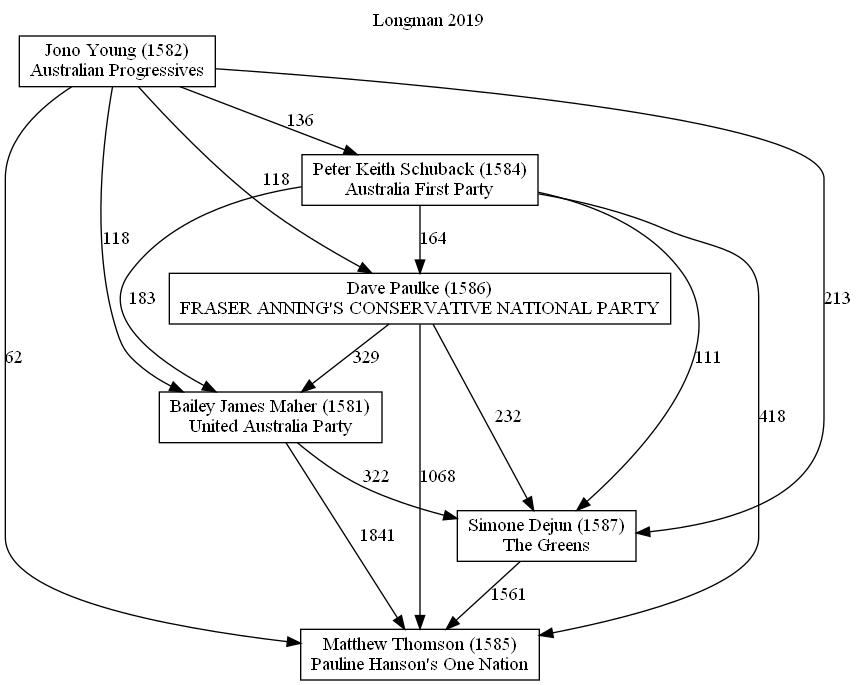 Longman 2019
Jono Young (1582)
Australian Progressives
136
Peter Keith Schuback (1584)
Australia First Party
118
118
164
183
Dave Paulke (1586)
FRASER ANNING'S CONSERVATIVE NATIONAL PARTY
213
62
329
111
Bailey James Maher (1581)
United Australia Party
232
418
322
1068
Simone Dejun (1587)
The Greens
1841
1561
Matthew Thomson (1585)
Pauline Hanson's One Nation